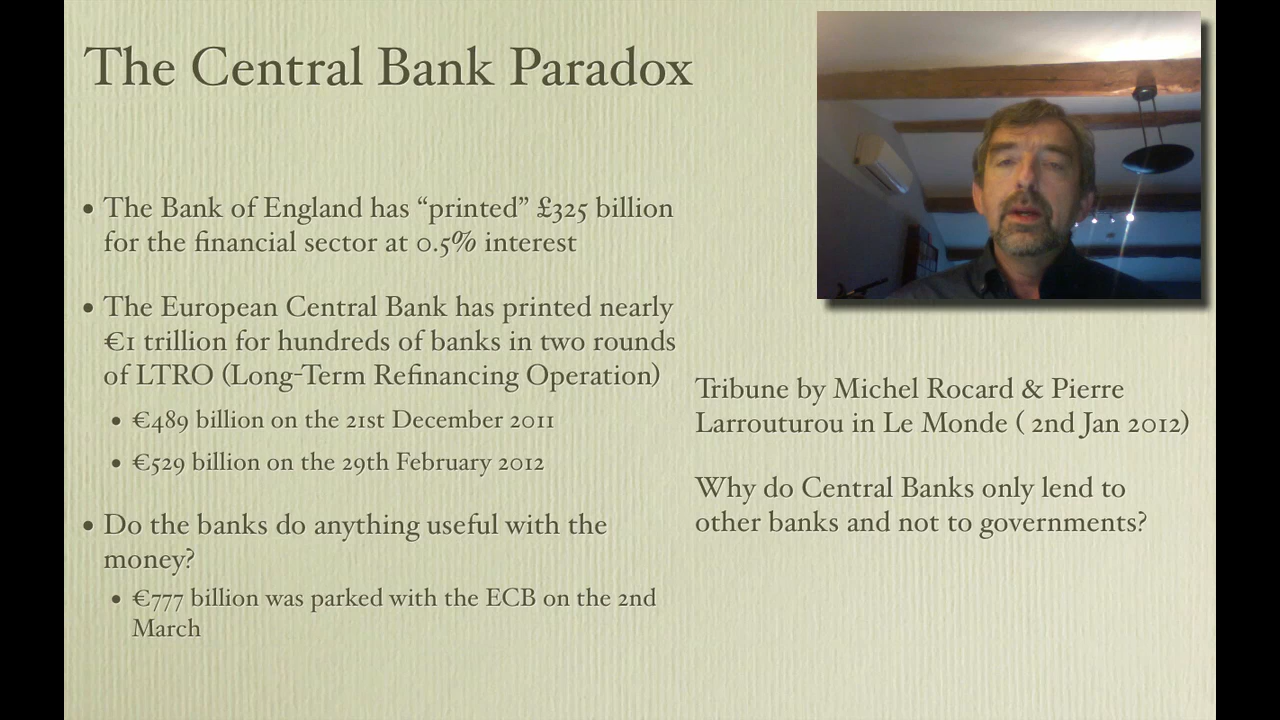 The Central Bank Paradox
• The Bank of England has “printed” £325 billion
for the financial sector at 0.5% interest
• The European Central Bank has printed nearly
€1 trillion for hundreds of banks in two rounds
of LTRO (Long-Term Refinancing Operation)
• €489 billion on the 21st December 2011
• €529 billion on the 29th February 2012
• Do the banks do anything useful with the
money?
• €777 billion was parked with the ECB on the 2nd
March
Tribune by Michel Rocard & Pierre
Larrouturou in Le Monde ( 2nd Jan 2012)
Why do Central Banks only lend to
other banks and not to governments?